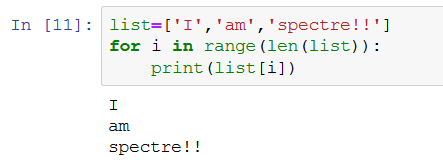 In [11]: list=['I','am','spectre!!']
for i in range(len(list)):
    print(list[i])
I
am
spectre!!